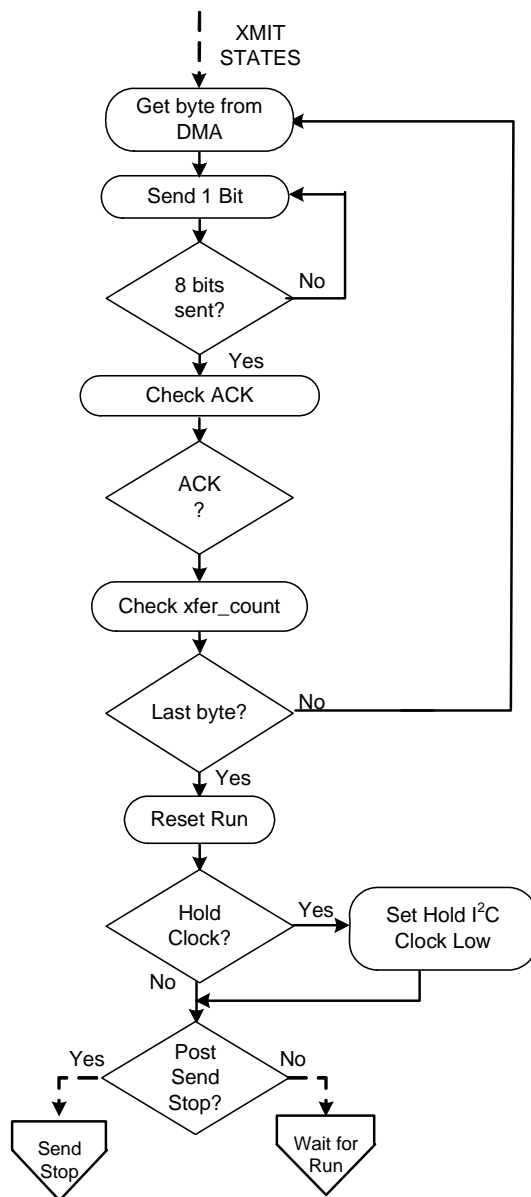 XMIT
STATES
Get byte from
DMA
Send 1 Bit
8 bits
sent?
No
Yes
Check ACK
ACK
?
Check xfer_count
Last byte?
No
Yes
Reset Run
Hold
Clock?
Yes
Set Hold I²C
Clock Low
No
Post
Send
Stop?
Yes
No
Send
Stop
Wait for
Run